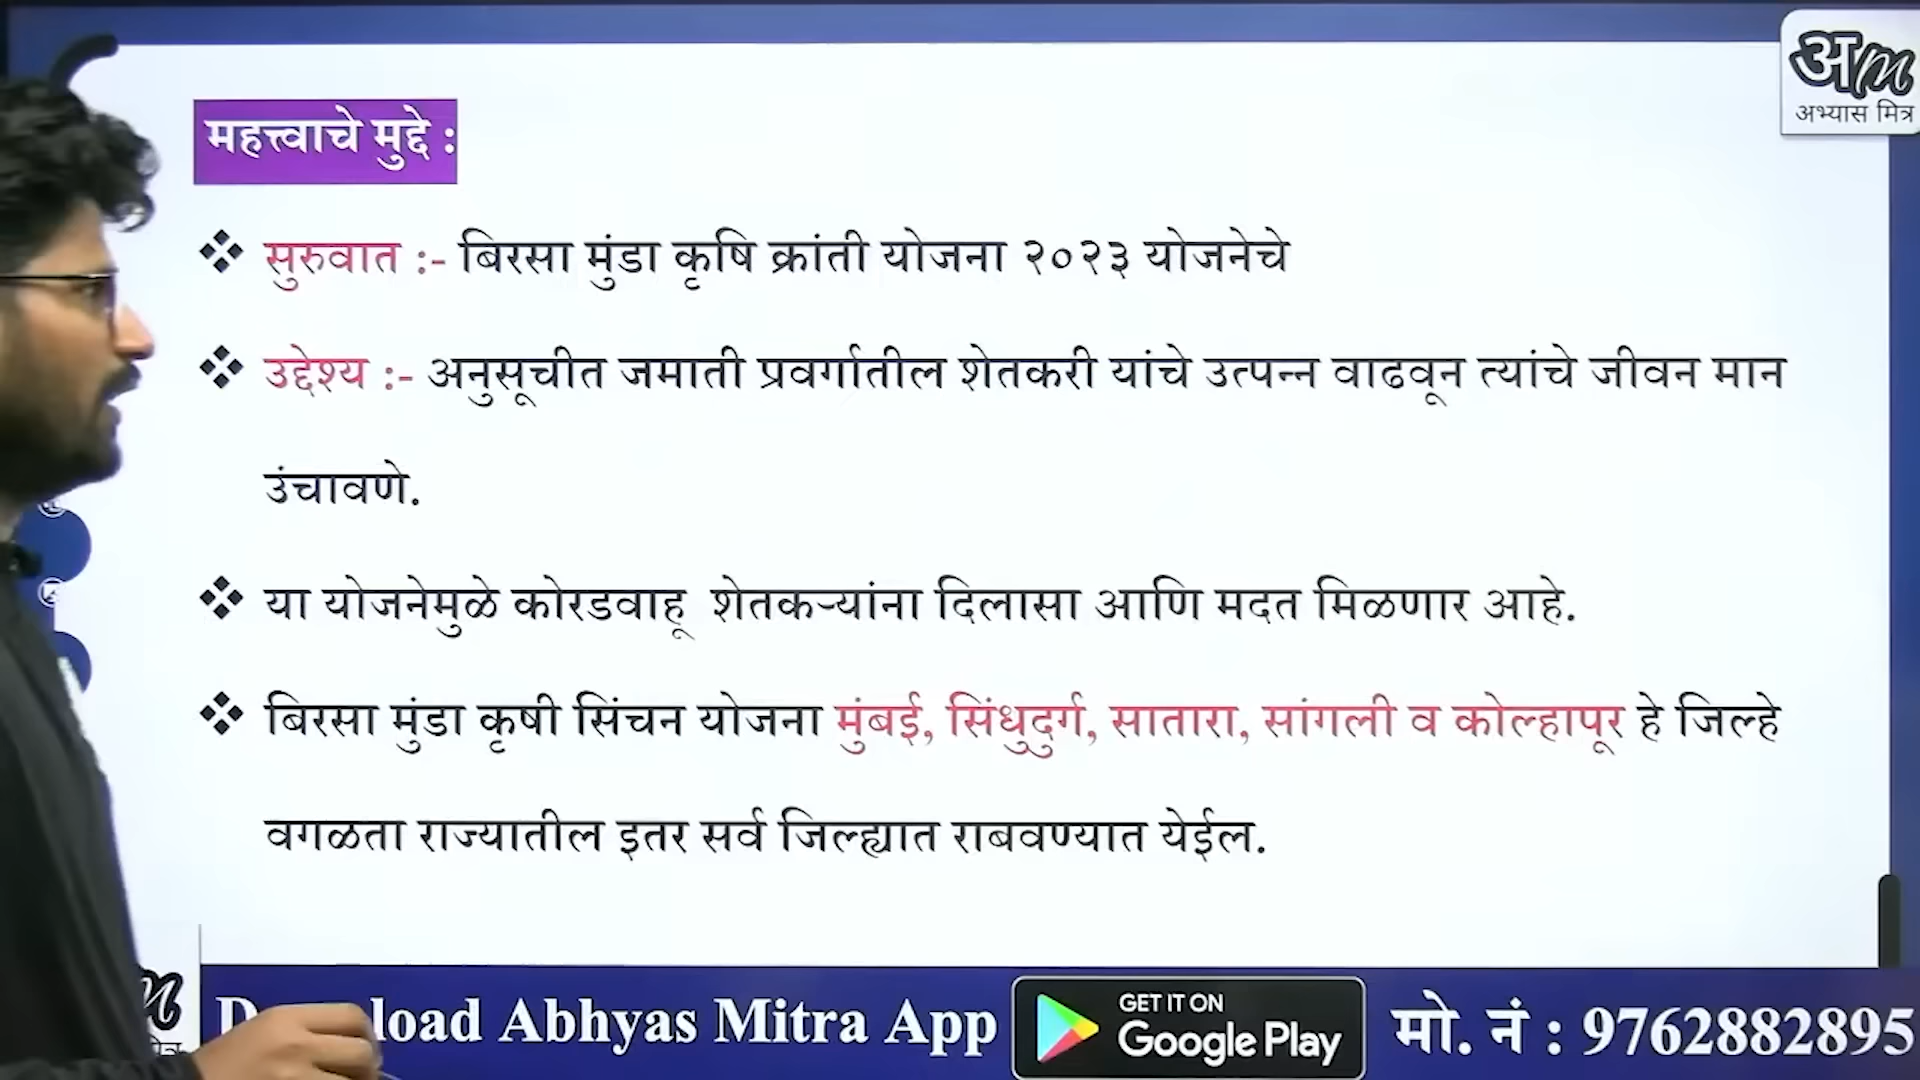 अm
अभ्यास मित्र
महत्त्वाचे मुद्दे :
❖ सुरुवात :- बिरसा मुंडा कृषि क्रांती योजना २०२३ योजनेचे
❖ उद्देश्य :- अनुसूचीत जमाती प्रवर्गातील शेतकरी यांचे उत्पन्न वाढवून त्यांचे जीवन मान
उंचावणे.
❖ या योजनेमुळे कोरडवाहू शेतकऱ्यांना दिलासा आणि मदत मिळणार आहे.
❖ बिरसा मुंडा कृषी सिंचन योजना मुंबई, सिंधुदुर्ग, सातारा, सांगली व कोल्हापूर हे जिल्हे
वगळता राज्यातील इतर सर्व जिल्ह्यात राबवण्यात येईल.
load Abhyas Mitra App
GET IT ON
Google Play
मो. नं : 9762882895